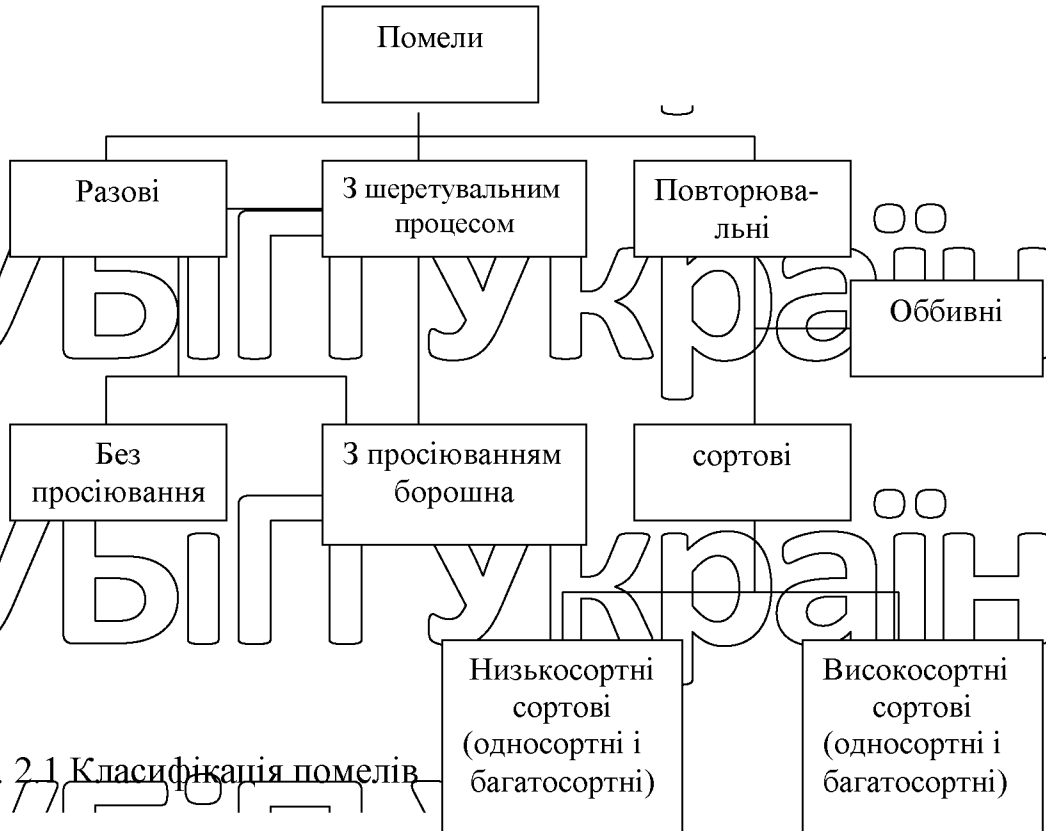 Помели
Разові
З шеретувальним
процесом
Повторюва-
льні
Оббивні
Без
просіювання
З просіюванням
борошна
сортові
Низькосортні
сортові
(односортні і
багатосортні)
Високосортні
сортові
(односортні і
багатосортні)
. 2.1 Класифікація помелів